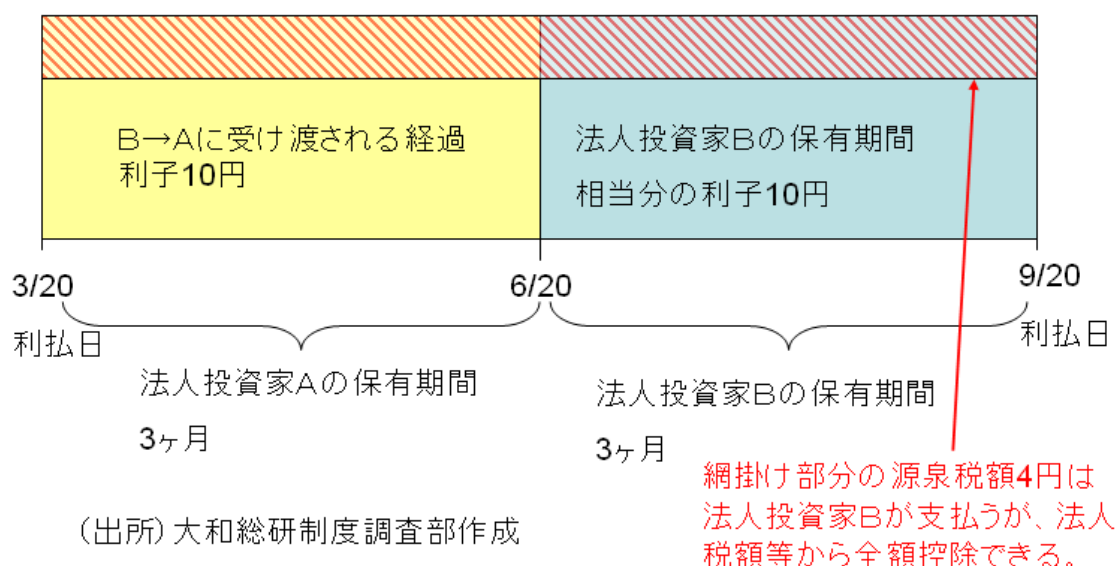 B→Aに受け渡される経過
利子10円
法人投資家Bの保有期間
相当分の利子10円
3/20
6/20
9/20
利払日
利払日
法人投資家Aの保有期間
3ヶ月
法人投資家Bの保有期間
3ヶ月
網掛け部分の源泉税額4円は
法人投資家Bが支払うが、法人
税額等から全額控除できる。
（出所）大和総研制度調査部作成